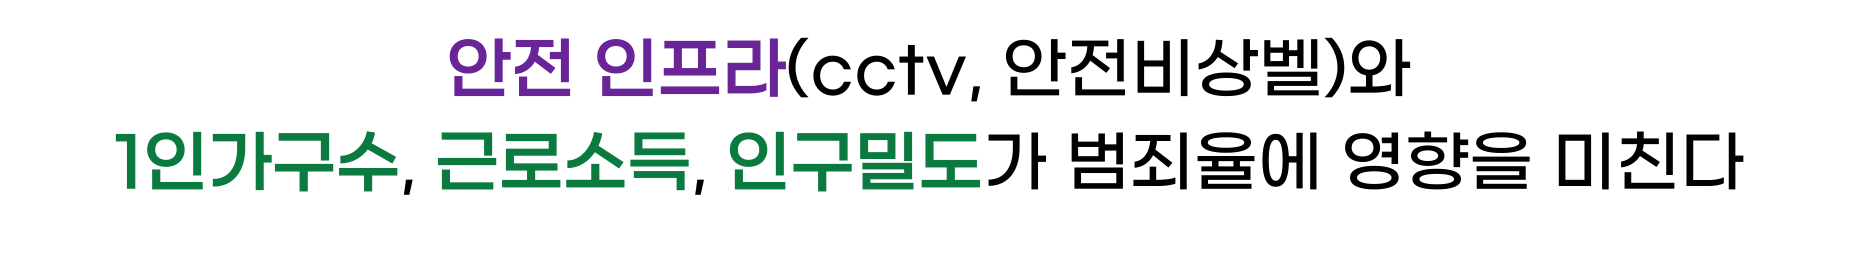 안전 인프라(cctv, 안전비상벨)와
1인가구수, 근로소득, 인구밀도가 범죄율에 영향을 미친다